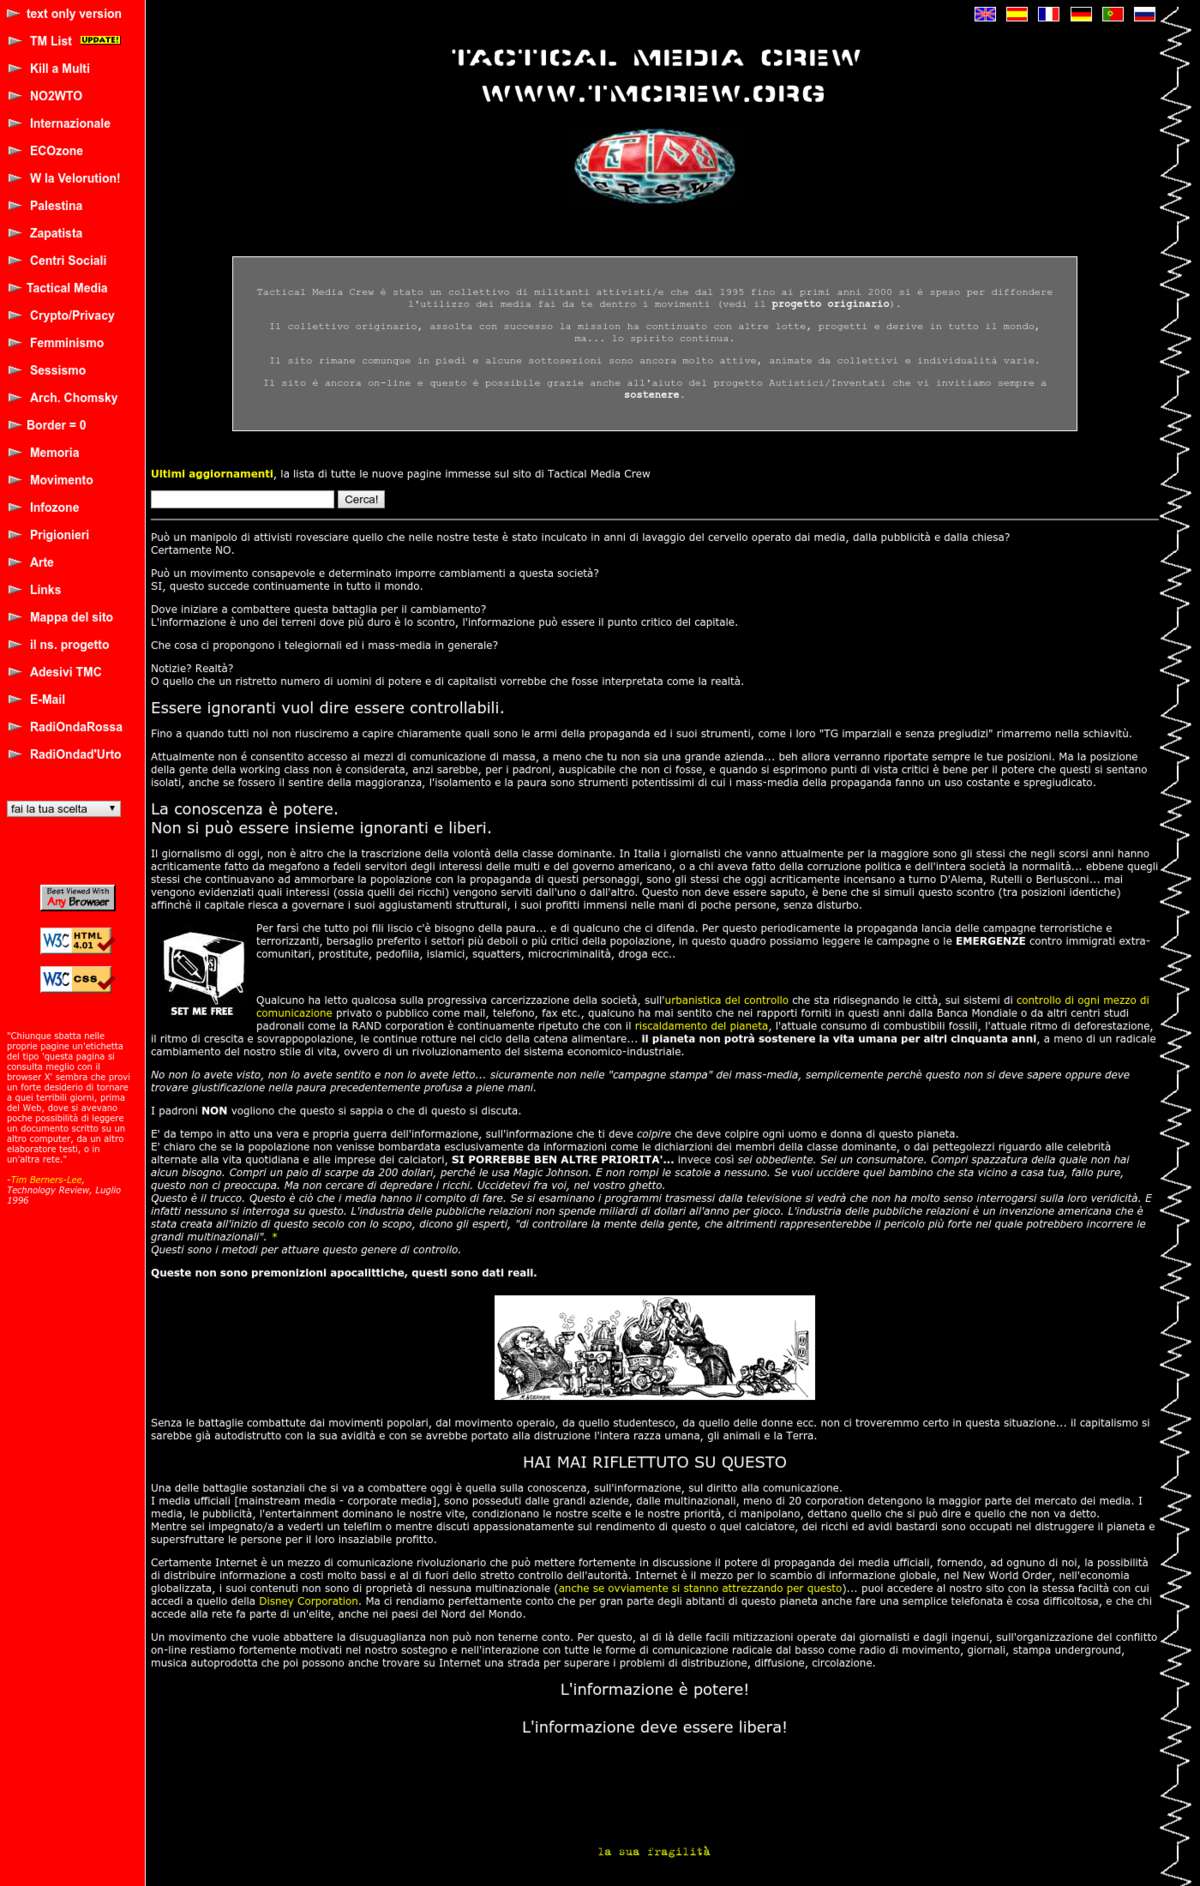 text only version
TM List UPDATE!
Kill a Multi
NO2WTO
Internazionale
ECOzone
W la Velorution!
Palestina
Zapatista
Centri Sociali
Tactical Media
Crypto/Privacy
Femminismo
Sessismo
Arch. Chomsky
Border = 0
Memoria
Movimento
Infozone
Prigionieri
Arte
Links
Mappa del sito
il ns. progetto
Adesivi TMC
E-Mail
RadiOndaRossa
RadiOndad'Urto
fai la tua scelta
Best Viewed With
Any Browser
W3C HTML 4.01
W3C CSS
"Chiunque sbatta nelle
proprie pagine un'etichetta
del tipo 'questa pagina si
consulta meglio con il
browser X' sembra che provi
un forte desiderio di tornare
a quei terribili giorni, prima
del Web, dove si avevano
poche possibilità di leggere
un documento scritto su un
altro computer, da un altro
elaboratore testi, o in
un'altra rete."
-Tim Berners-Lee,
Technology Review, Luglio
1996
TACTICAL MEDIA CREW
WWW.TMCREW.ORG
crew
Tactical Media Crew è stato un collettivo di militanti attivisti/e che dal 1995 fino ai primi anni 2000 si è speso per diffondere
l'utilizzo dei media fai da te dentro i movimenti (vedi il progetto originario).
Il collettivo originario, assolta con successo la mission ha continuato con altre lotte, progetti e derive in tutto il mondo,
ma... lo spirito continua.
Il sito rimane comunque in piedi e alcune sottosezioni sono ancora molto attive, animate da collettivi e individualità varie.
Il sito è ancora on-line e questo è possibile grazie anche all'aiuto del progetto Autistici/Inventati che vi invitiamo sempre a
sostenere.
Ultimi aggiornamenti, la lista di tutte le nuove pagine immesse sul sito di Tactical Media Crew
Cerca!
Può un manipolo di attivisti rovesciare quello che nelle nostre teste è stato inculcato in anni di lavaggio del cervello operato dai media, dalla pubblicità e dalla chiesa?
Certamente NO.
Può un movimento consapevole e determinato imporre cambiamenti a questa società?
SI, questo succede continuamente in tutto il mondo.
Dove iniziare a combattere questa battaglia per il cambiamento?
L'informazione è uno dei terreni dove più duro è lo scontro, l'informazione può essere il punto critico del capitale.
Che cosa ci propongono i telegiornali ed i mass-media in generale?
Notizie? Realtà?
O quello che un ristretto numero di uomini di potere e di capitalisti vorrebbe che fosse interpretata come la realtà.
Essere ignoranti vuol dire essere controllabili.
Fino a quando tutti noi non riusciremo a capire chiaramente quali sono le armi della propaganda ed i suoi strumenti, come i loro "TG imparziali e senza pregiudizi" rimarremo nella schiavitù.
Attualmente non é consentito accesso ai mezzi di comunicazione di massa, a meno che tu non sia una grande azienda... beh allora verranno riportate sempre le tue posizioni. Ma la posizione
della gente della working class non è considerata, anzi sarebbe, per i padroni, auspicabile che non ci fosse, e quando si esprimono punti di vista critici è bene per il potere che questi si sentano
isolati, anche se fossero il sentire della maggioranza, l'isolamento e la paura sono strumenti potentissimi di cui i mass-media della propaganda fanno un uso costante e spregiudicato.
La conoscenza è potere.
Non si può essere insieme ignoranti e liberi.
Il giornalismo di oggi, non è altro che la trascrizione della volontà della classe dominante. In Italia i giornalisti che vanno attualmente per la maggiore sono gli stessi che negli scorsi anni hanno
acriticamente fatto da megafono a fedeli servitori degli interessi delle multi e del governo americano, o a chi aveva fatto della corruzione politica e dell'intera società la normalità... ebbene quegli
stessi che continuavano ad ammorbare la popolazione con la propaganda di questi personaggi, sono gli stessi che oggi acriticamente incensano a turno D'Alema, Rutelli o Berlusconi... mai
vengono evidenziati quali interessi (ossia quelli dei ricchi) vengono serviti dall'uno o dall'altro. Questo non deve essere saputo, è bene che si simuli questo scontro (tra posizioni identiche)
affinchè il capitale riesca a governare i suoi aggiustamenti strutturali, i suoi profitti immensi nelle mani di poche persone, senza disturbo.
SET ME FREE
Per farsì che tutto poi fili liscio c'è bisogno della paura... e di qualcuno che ci difenda. Per questo periodicamente la propaganda lancia delle campagne terroristiche e
terrorizzanti, bersaglio preferito i settori più deboli o più critici della popolazione, in questo quadro possiamo leggere le campagne o le EMERGENZE contro immigrati extra-
comunitari, prostitute, pedofilia, islamici, squatters, microcriminalità, droga ecc..
Qualcuno ha letto qualcosa sulla progressiva carcerizzazione della società, sull'urbanistica del controllo che sta ridisegnando le città, sui sistemi di controllo di ogni mezzo di
comunicazione privato o pubblico come mail, telefono, fax etc., qualcuno ha mai sentito che nei rapporti forniti in questi anni dalla Banca Mondiale o da altri centri studi
padronali come la RAND corporation è continuamente ripetuto che con il riscaldamento del pianeta, l'attuale consumo di combustibili fossili, l'attuale ritmo di deforestazione,
il ritmo di crescita e sovrappopolazione, le continue rotture nel ciclo della catena alimentare... il pianeta non potrà sostenere la vita umana per altri cinquanta anni, a meno di un radicale
cambiamento del nostro stile di vita, ovvero di un rivoluzionamento del sistema economico-industriale.
No non lo avete visto, non lo avete sentito e non lo avete letto... sicuramente non nelle "campagne stampa" dei mass-media, semplicemente perchè questo non si deve sapere oppure deve
trovare giustificazione nella paura precedentemente profusa a piene mani.
I padroni NON vogliono che questo si sappia o che di questo si discuta.
E' da tempo in atto una vera e propria guerra dell'informazione, sull'informazione che ti deve colpire che deve colpire ogni uomo e donna di questo pianeta.
E' chiaro che se la popolazione non venisse bombardata esclusivamente da informazioni come le dichiarzioni dei membri della classe dominante, o dai pettegolezzi riguardo alle celebrità
alternate alla vita quotidiana e alle imprese dei calciatori, SI PORREBBE BEN ALTRE PRIORITA'... invece così sei obbediente. Sei un consumatore. Compri spazzatura della quale non hai
alcun bisogno. Compri un paio di scarpe da 200 dollari, perché le usa Magic Johnson. E non rompi le scatole a nessuno. Se vuoi uccidere quel bambino che sta vicino a casa tua, fallo pure,
questo non ci preoccupa. Ma non cercare di depredare i ricchi. Uccidetevi fra voi, nel vostro ghetto.
Questo è il trucco. Questo è ciò che i media hanno il compito di fare. Se si esaminano i programmi trasmessi dalla televisione si vedrà che non ha molto senso interrogarsi sulla loro veridicità. E
infatti nessuno si interroga su questo. L'industria delle pubbliche relazioni non spende miliardi di dollari all'anno per gioco. L'industria delle pubbliche relazioni è un invenzione americana che è
stata creata all'inizio di questo secolo con lo scopo, dicono gli esperti, "di controllare la mente della gente, che altrimenti rappresenterebbe il pericolo più forte nel quale potrebbero incorrere le
grandi multinazionali". *
Questi sono i metodi per attuare questo genere di controllo.
Queste non sono premonizioni apocalittiche, questi sono dati reali.
Senza le battaglie combattute dai movimenti popolari, dal movimento operaio, da quello studentesco, da quello delle donne ecc. non ci troveremmo certo in questa situazione... il capitalismo si
sarebbe già autodistrutto con la sua avidità e con se avrebbe portato alla distruzione l'intera razza umana, gli animali e la Terra.
HAI MAI RIFLETTUTO SU QUESTO
Una delle battaglie sostanziali che si va a combattere oggi è quella sulla conoscenza, sull'informazione, sul diritto alla comunicazione.
I media ufficiali [mainstream media - corporate media], sono posseduti dalle grandi aziende, dalle multinazionali, meno di 20 corporation detengono la maggior parte del mercato dei media. I
media, le pubblicità, l'entertainment dominano le nostre vite, condizionano le nostre scelte e le nostre priorità, ci manipolano, dettano quello che si può dire e quello che non va detto.
Mentre sei impegnato/a a vederti un telefilm o mentre discuti appassionatamente sul rendimento di questo o quel calciatore, dei ricchi ed avidi bastardi sono occupati nel distruggere il pianeta e
supersfruttare le persone per il loro insaziabile profitto.
Certamente Internet è un mezzo di comunicazione rivoluzionario che può mettere fortemente in discussione il potere di propaganda dei media ufficiali, fornendo, ad ognuno di noi, la possibilità
di distribuire informazione a costi molto bassi e al di fuori dello stretto controllo dell'autorità. Internet è il mezzo per lo scambio di informazione globale, nel New World Order, nell'economia
globalizzata, i suoi contenuti non sono di proprietà di nessuna multinazionale (anche se ovviamente si stanno attrezzando per questo)... puoi accedere al nostro sito con la stessa faciltà con cui
accedi a quello della Disney Corporation. Ma ci rendiamo perfettamente conto che per gran parte degli abitanti di questo pianeta anche fare una semplice telefonata è cosa difficoltosa, e che chi
accede alla rete fa parte di un'elite, anche nei paesi del Nord del Mondo.
Un movimento che vuole abbattere la disuguaglianza non può non tenerne conto. Per questo, al di là delle facili mitizzazioni operate dai giornalisti e dagli ingenui, sull'organizzazione del conflitto
on-line restiamo fortemente motivati nel nostro sostegno e nell'interazione con tutte le forme di comunicazione radicale dal basso come radio di movimento, giornali, stampa underground,
musica autoprodotta che poi possono anche trovare su Internet una strada per superare i problemi di distribuzione, diffusione, circolazione.
L'informazione è potere!
L'informazione deve essere libera!
la sua fragilità